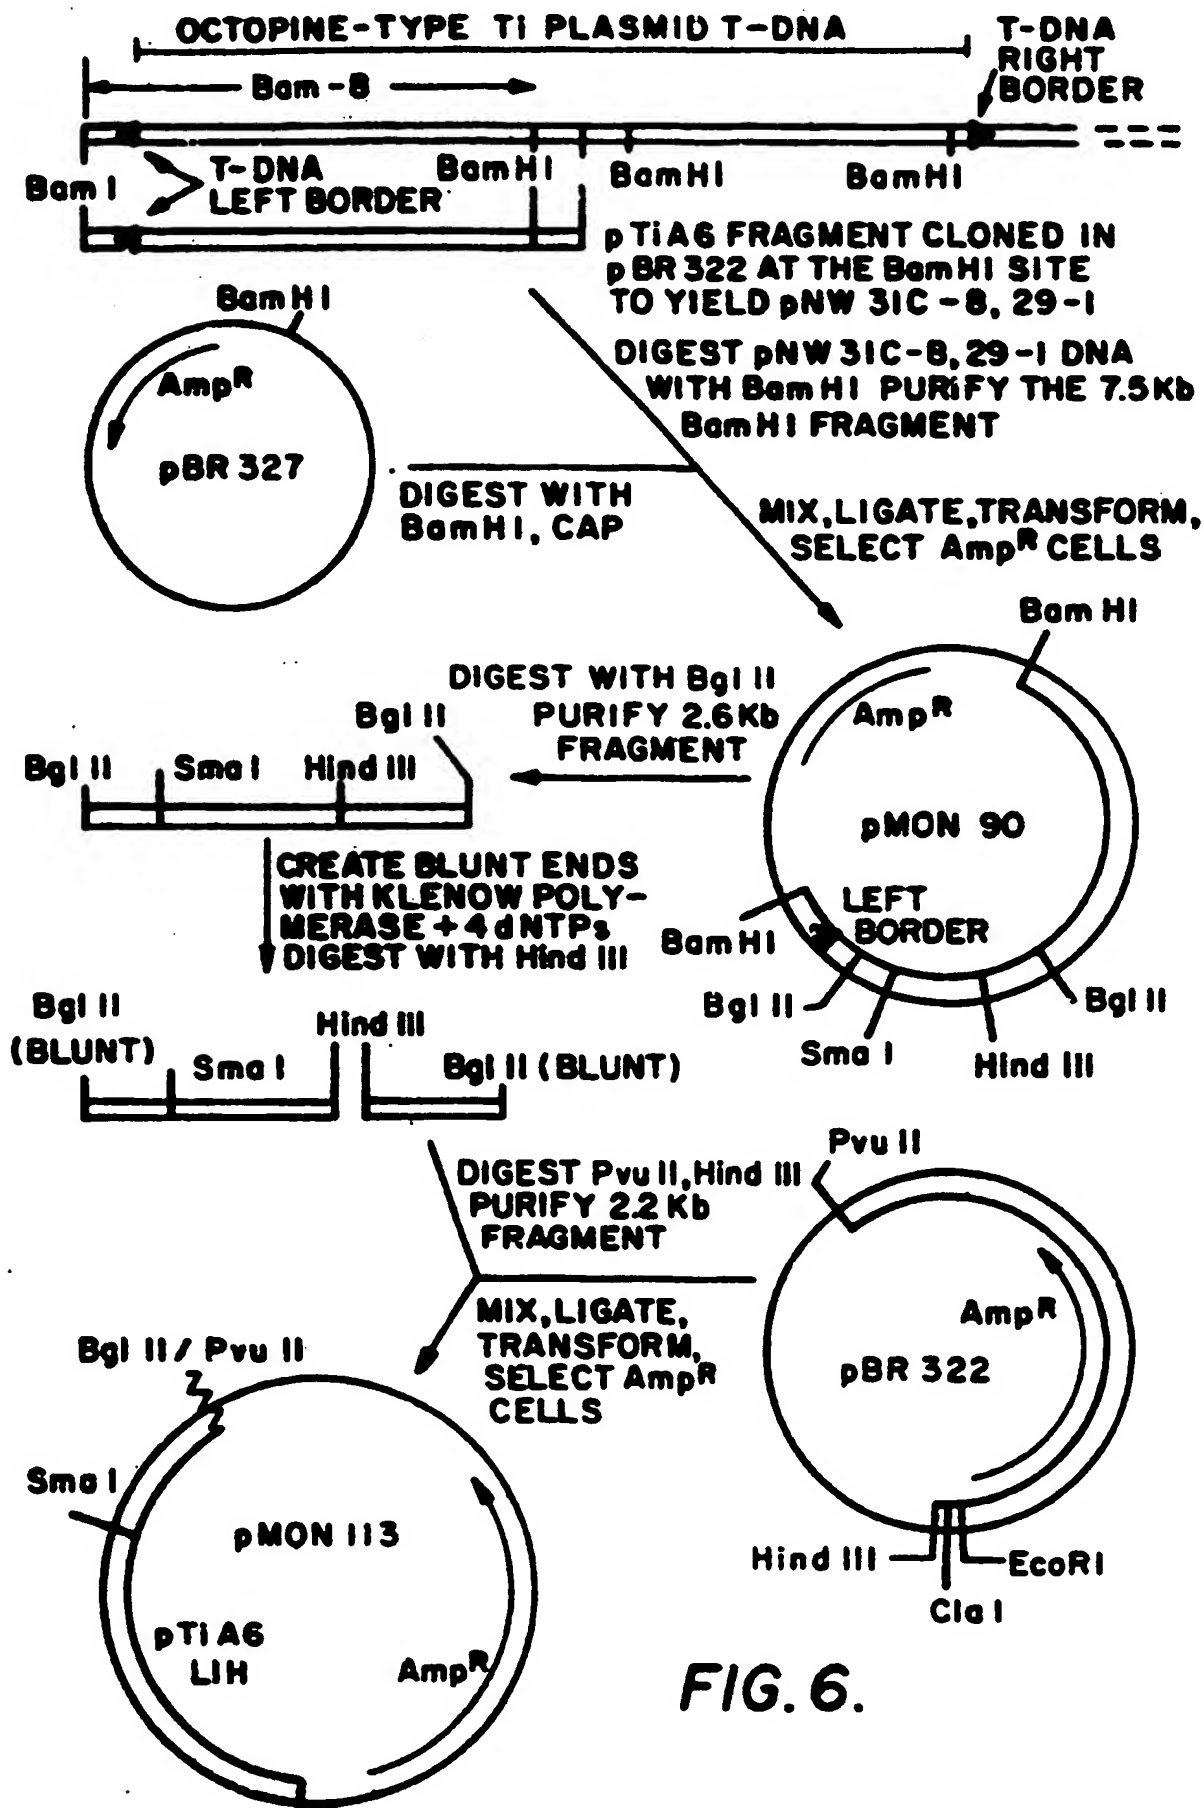 OCTOPINE-TYPE Ti PLASMID T-DNA
T-DNA
RIGHT
BORDER
Bam-8
Bam I
T-DNA
LEFT BORDER
BamHI
BamHI
BamHI
pTiA6 FRAGMENT CLONED IN
pBR322 AT THE BamHI SITE
TO YIELD pNW 31C-8, 29-1
BamHI
AmpR
pBR 327
DIGEST pNW 31C-8, 29-1 DNA
WITH BamHI PURIFY THE 7.5Kb
BamHI FRAGMENT
DIGEST WITH
BamHI, CAP
MIX, LIGATE, TRANSFORM,
SELECT AmpR CELLS
Bam HI
AmpR
pMON 90
LEFT
BORDER
BamHI
Bgl II
Sma I
Hind III
Bgl II
DIGEST WITH Bgl II
PURIFY 2.6Kb
FRAGMENT
Bgl II
Bgl II
Sma I
Hind III
CREATE BLUNT ENDS
WITH KLENOW POLY-
MERASE + 4 dNTPs
DIGEST WITH Hind III
Bgl II
(BLUNT)
Sma I
Hind III
Bgl II (BLUNT)
DIGEST Pvu II, Hind III
PURIFY 2.2 Kb
FRAGMENT
Pvu II
AmpR
pBR 322
Hind III
EcoRI
Cla I
MIX, LIGATE,
TRANSFORM,
SELECT AmpR
CELLS
Bgl II / Pvu II
Sma I
pMON 113
pTiA6
LIH
AmpR
FIG. 6.